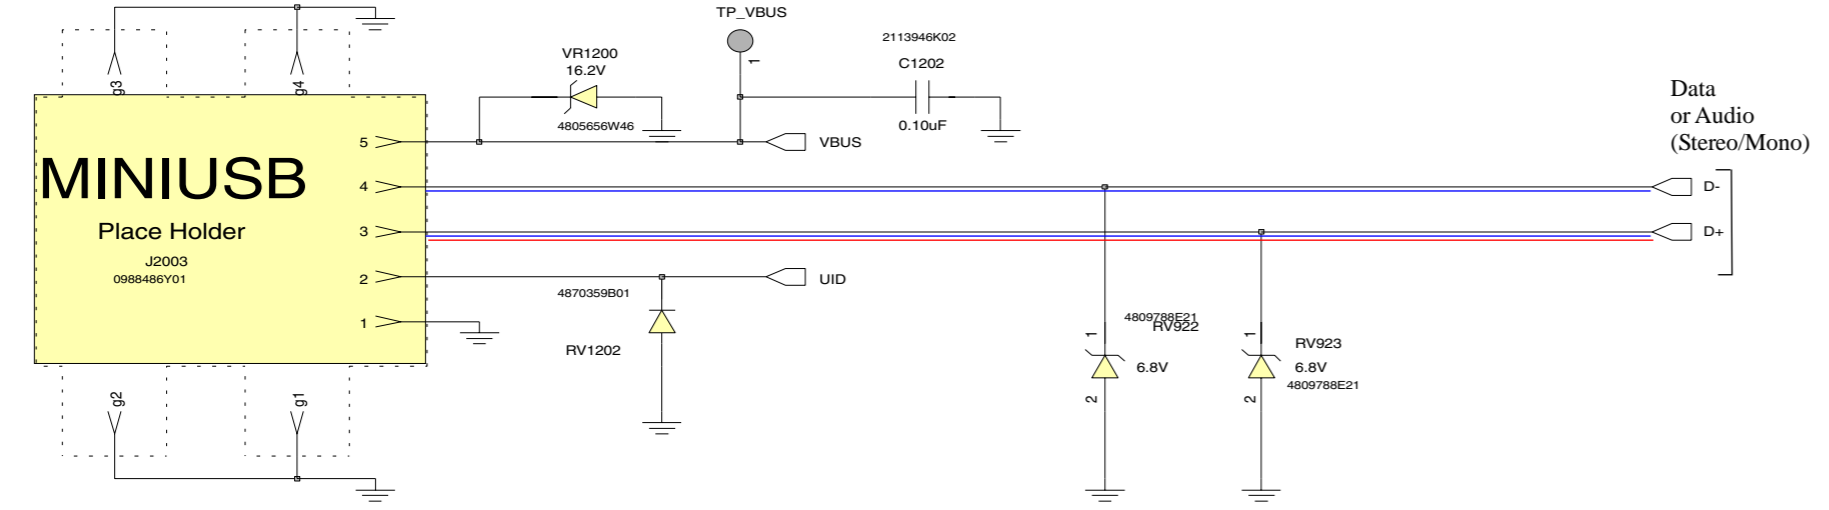 TP_VBUS
2113946K02
VR1200
16.2V
C1202
1
g3
g4
Data
or Audio
(Stereo/Mono)
4805656W46
0.10uF
5
VBUS
MINIUSB
4
D-
Place Holder
3
D+
J2003
0988486Y01
2
UID
4870359B01
1
RV1202
4809788E21
RV922
1
6.8V
2
1
RV923
6.8V
4809788E21
2
g2
g1